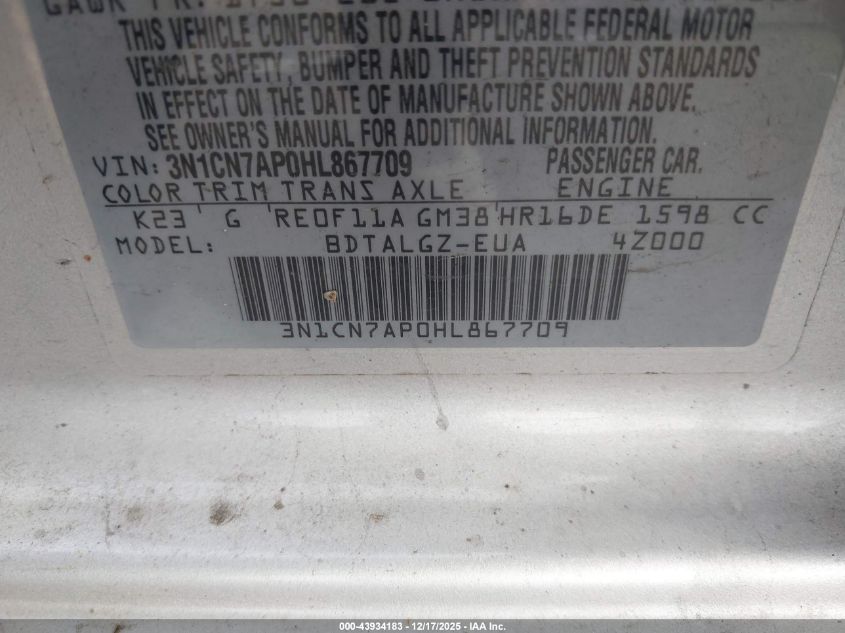 THIS VEHICLE CONFORMS TO ALL APPLICABLE FEDERAL MOTOR
VEHICLE SAFETY, BUMPER AND THEFT PREVENTION STANDARDS
IN EFFECT ON THE DATE OF MANUFACTURE SHOWN ABOVE.
SEE OWNER'S MANUAL FOR ADDITIONAL INFORMATION
VIN: 3N1CN7AP0HL867709 PASSENGER CAR.
COLOR TRIM TRANS AXLE ENGINE
K23 G RE0F11A GM38 HR16DE 1598 CC
MODEL: BDTALGZ-EUA 4Z000
3N1CN7AP0HL867709
000-43934183 - 12/17/2025 - IAA Inc.